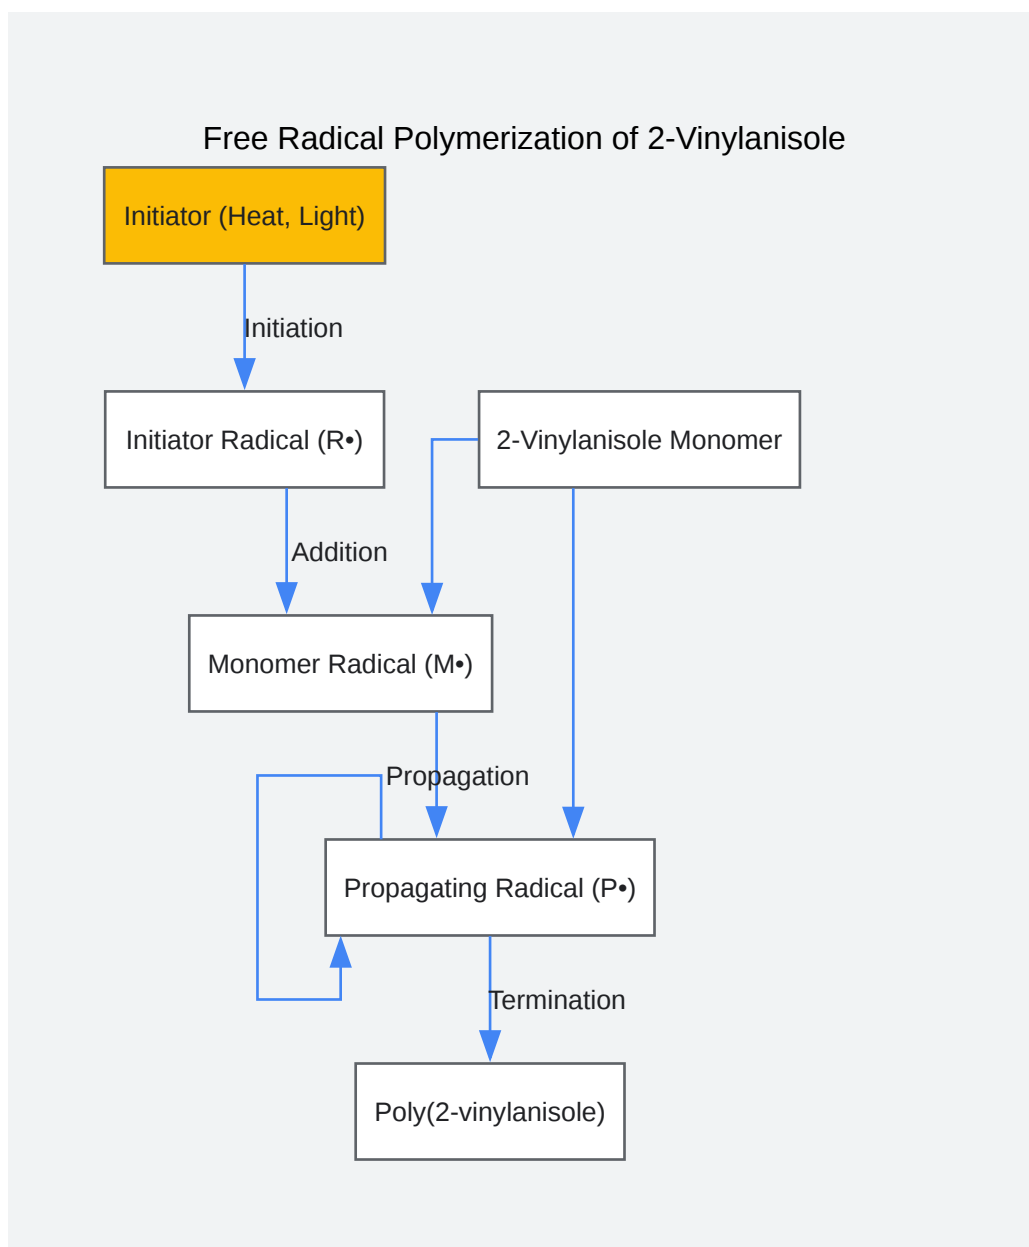 Free Radical Polymerization of 2-Vinylanisole
Initiator (Heat, Light)
Initiation
Initiator Radical (R•)
2-Vinylanisole Monomer
Addition
Monomer Radical (M•)
Propagation
Propagating Radical (P•)
Termination
Poly(2-vinylanisole)